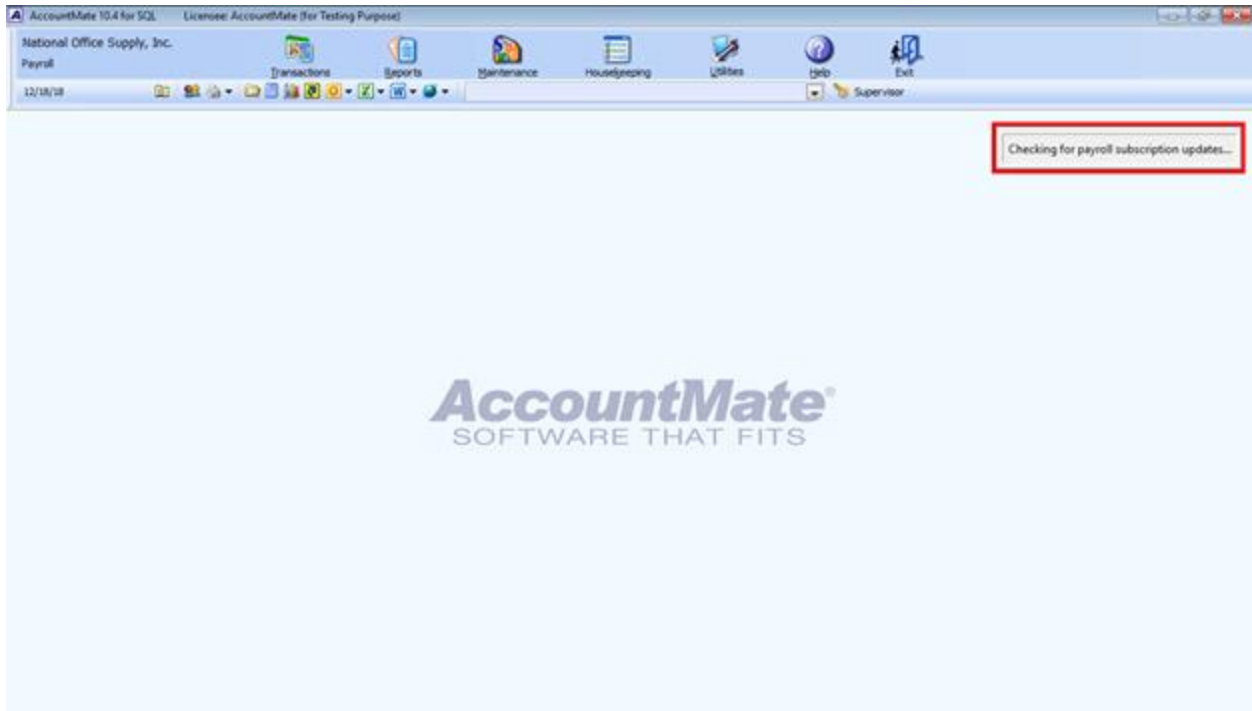 AccountMate 10.4 for SQL Licensee: AccountMate (for Testing Purpose)
National Office Supply, Inc.
Payroll
Transactions Reports Maintenance Housekeeping Utilities Help Exit
12/18/18 Supervisor
Checking for payroll subscription updates...
AccountMate®
SOFTWARE THAT FITS